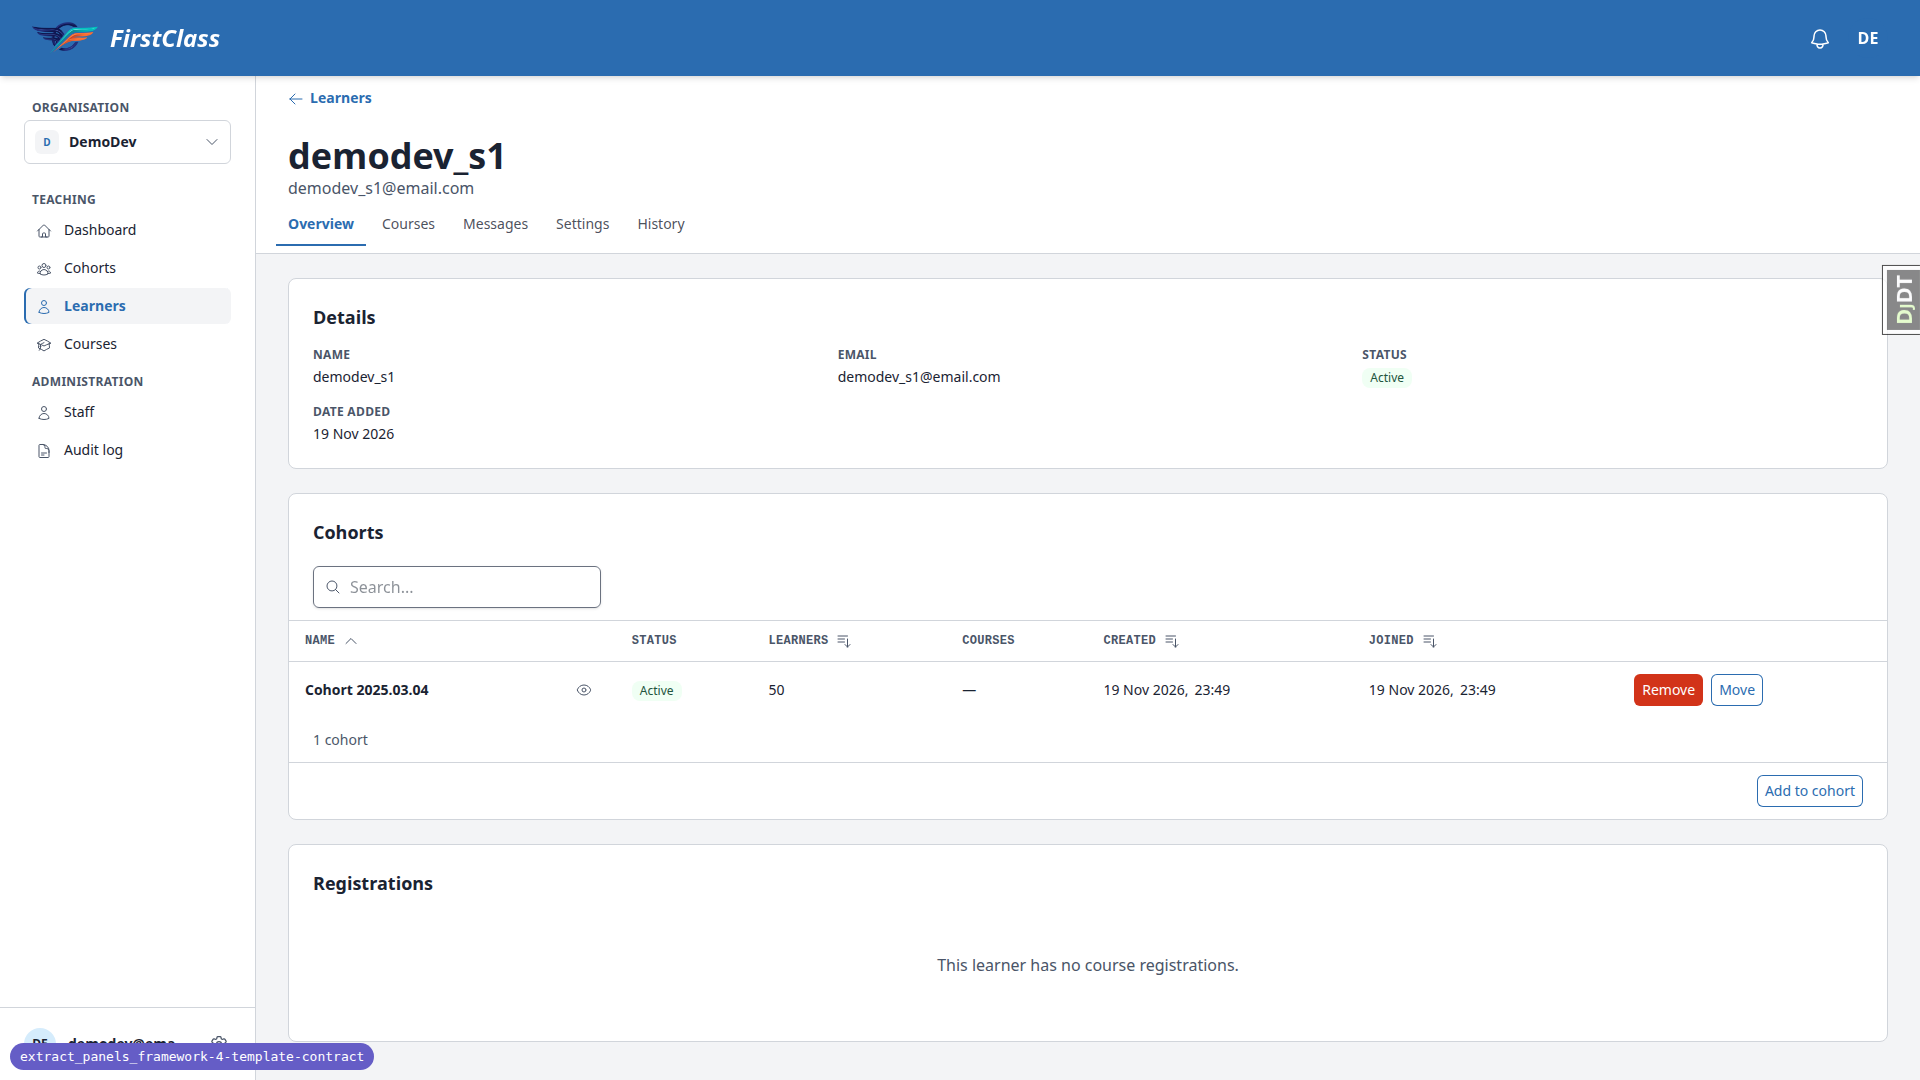 FirstClass
DE
ORGANISATION
D DemoDev
TEACHING
Dashboard
Cohorts
Learners
Courses
ADMINISTRATION
Staff
Audit log
demodev@ema
extract_panels_framework-4-template-contract
Learners
demodev_s1
demodev_s1@email.com
Overview Courses Messages Settings History
Details
NAME EMAIL STATUS
demodev_s1 demodev_s1@email.com Active
DATE ADDED
19 Nov 2026
Cohorts
Search...
NAME STATUS LEARNERS COURSES CREATED JOINED
Cohort 2025.03.04 Active 50 — 19 Nov 2026, 23:49 19 Nov 2026, 23:49 Remove Move
1 cohort
Add to cohort
Registrations
This learner has no course registrations.
DjDT